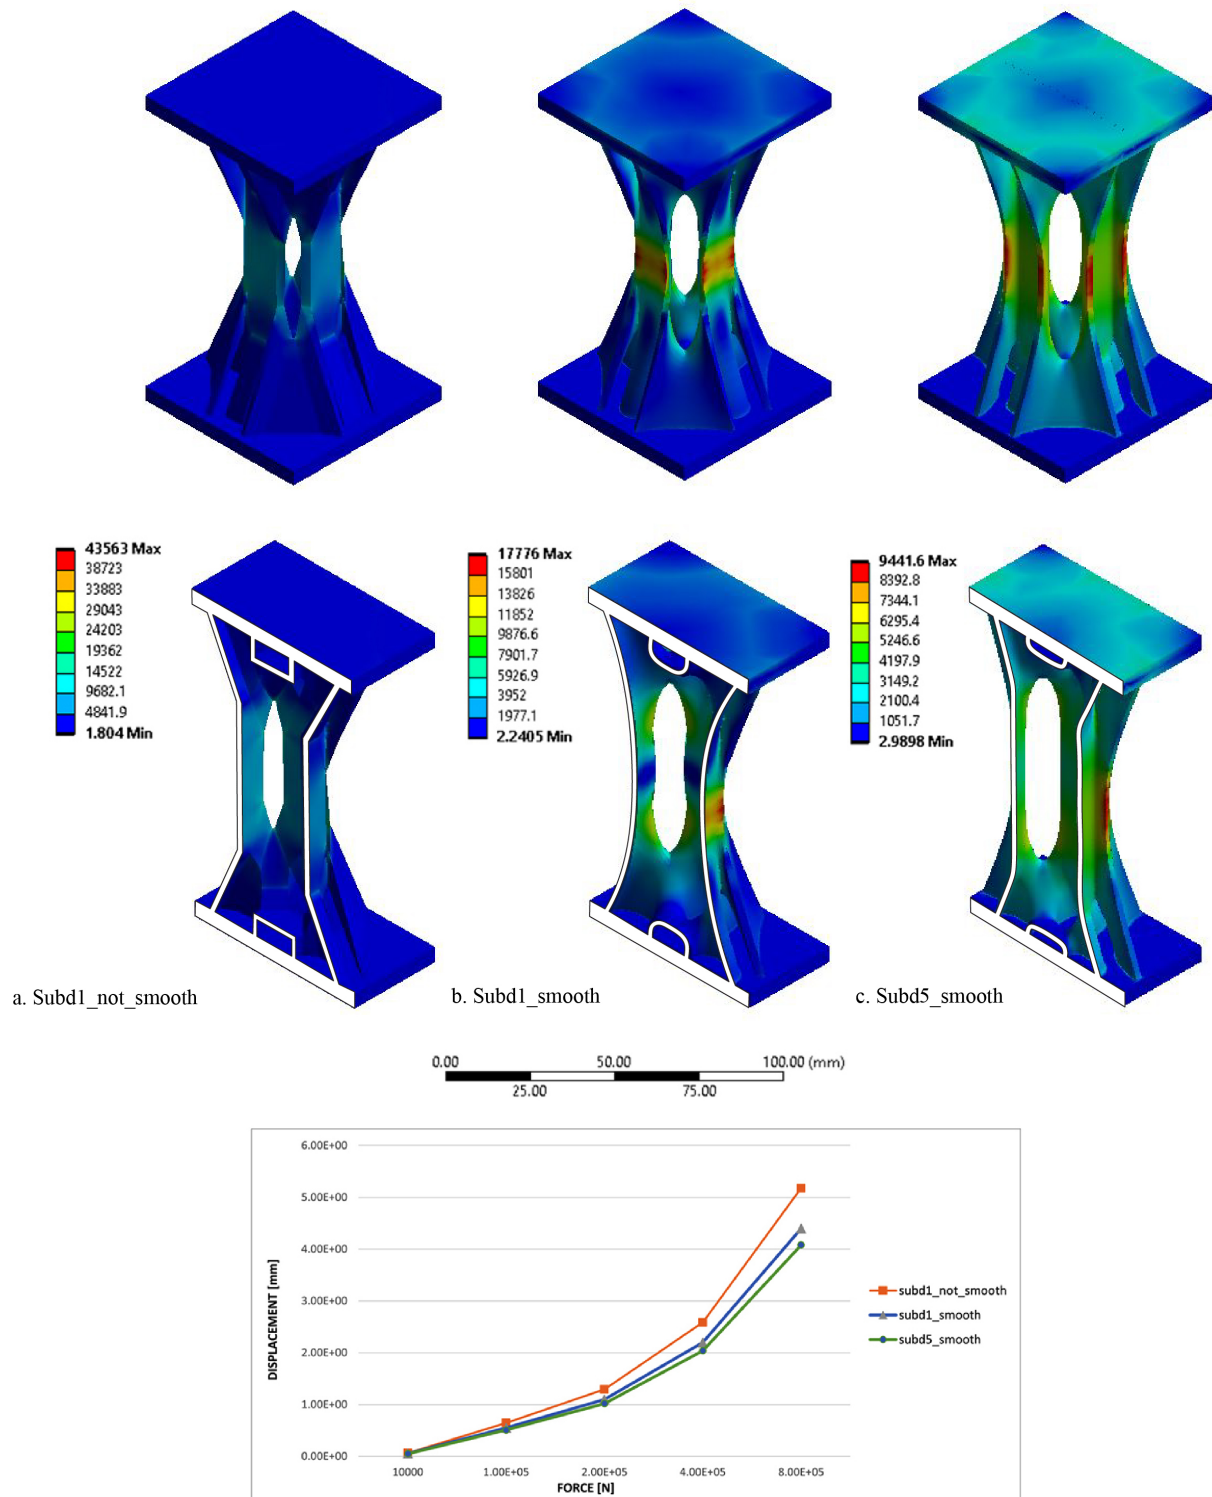 43563 Max
38723
33883
29043
24203
19362
14522
9682.1
4841.9
1.804 Min
17776 Max
15801
13826
11852
9876.6
7901.7
5926.9
3952
1977.1
2.2405 Min
9441.6 Max
8392.8
7344.1
6295.4
5246.6
4197.9
3149.2
2100.4
1051.7
2.9898 Min
a. Subd1_not_smooth
b. Subd1_smooth
c. Subd5_smooth
0.00 50.00 100.00 (mm)
25.00 75.00
6.00E+00
5.00E+00
4.00E+00
3.00E+00
2.00E+00
1.00E+00
0.00E+00
DISPLACEMENT [mm]
10000 1.00E+05 2.00E+05 4.00E+05 8.00E+05
FORCE [N]
subd1_not_smooth
subd1_smooth
subd5_smooth